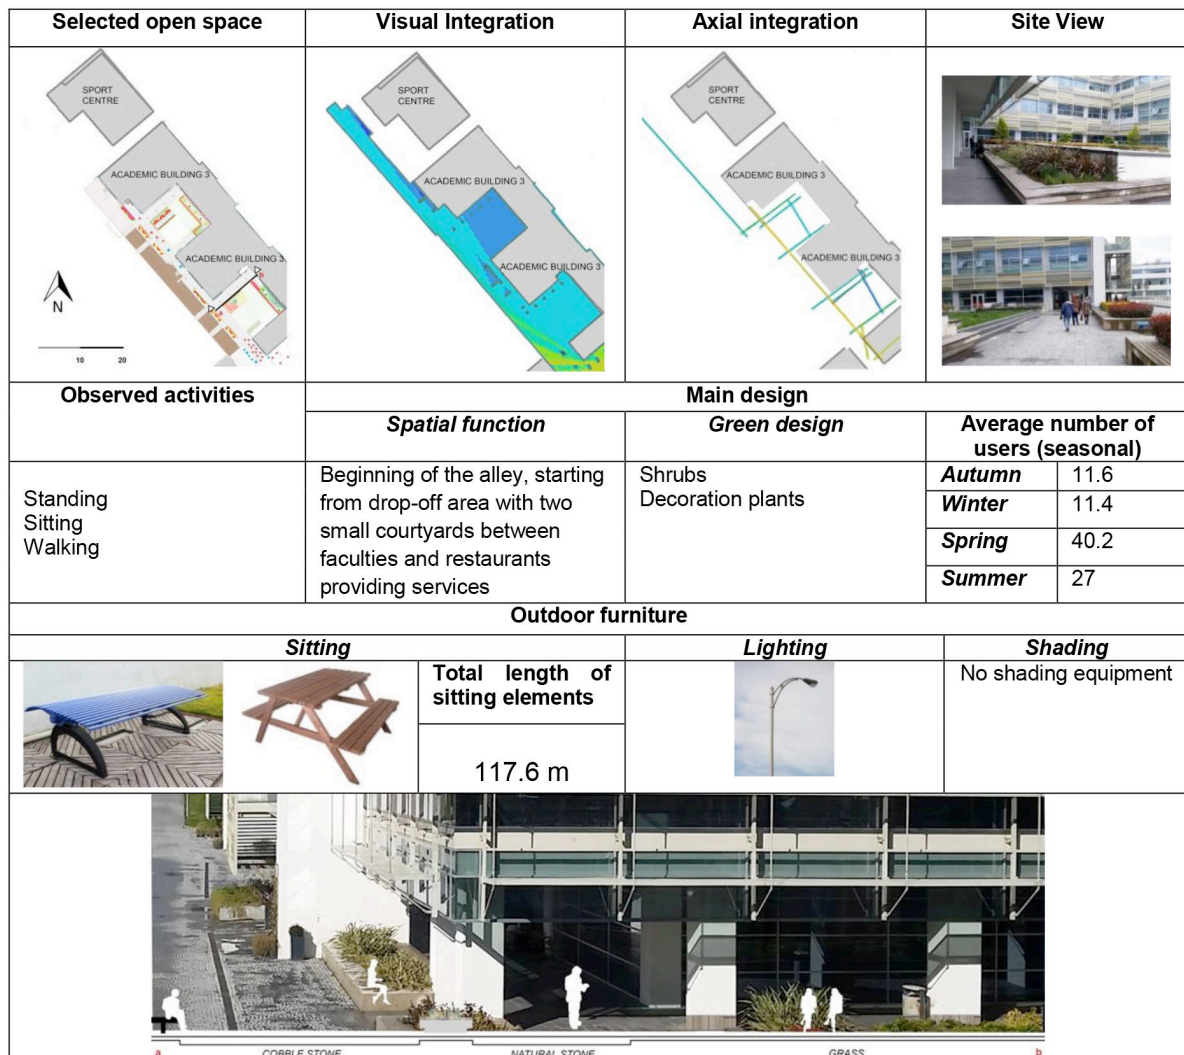 Selected open space
Visual Integration
Axial integration
Site View
SPORT
CENTRE
ACADEMIC BUILDING 3
ACADEMIC BUILDING 3
b
a
N
10
20
SPORT
CENTRE
ACADEMIC BUILDING 3
ACADEMIC BUILDING 3
SPORT
CENTRE
ACADEMIC BUILDING 3
ACADEMIC BUILDING 3
Observed activities
Main design
Spatial function
Green design
Average number of
users (seasonal)
Standing
Sitting
Walking
Beginning of the alley, starting
from drop-off area with two
small courtyards between
faculties and restaurants
providing services
Shrubs
Decoration plants
Autumn
11.6
Winter
11.4
Spring
40.2
Summer
27
Outdoor furniture
Sitting
Lighting
Shading
Total length of
sitting elements
117.6 m
No shading equipment
a
COBBLE STONE
NATURAL STONE
GRASS
b